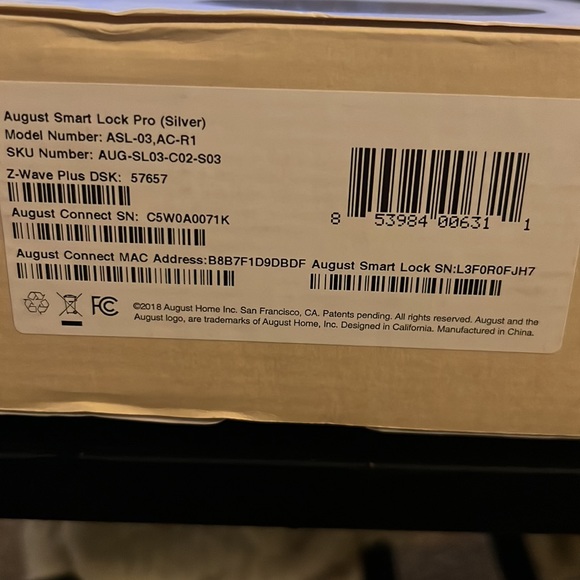 August Smart Lock Pro (Silver)
Model Number: ASL-03,AC-R1
SKU Number: AUG-SL03-C02-S03
Z-Wave Plus DSK: 57657
August Connect SN: C5W0A0071K
8 53984 00631 1
August Connect MAC Address:B8B7F1D9DBDF August Smart Lock SN:L3F0R0FJH7
FC ©2018 August Home Inc. San Francisco, CA. Patents pending. All rights reserved. August and the
August logo, are trademarks of August Home, Inc. Designed in California. Manufactured in China.